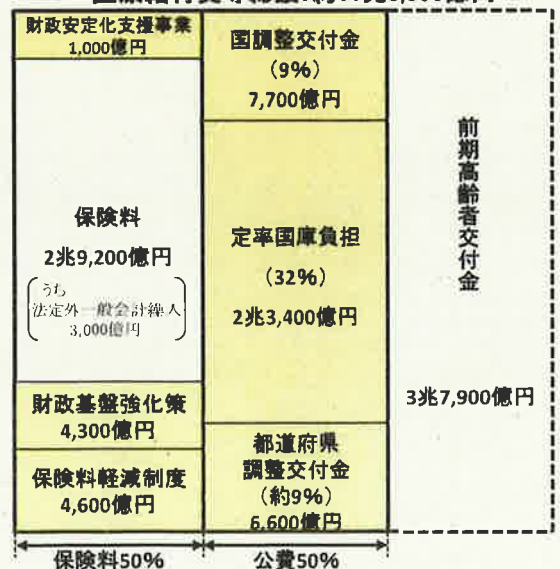 財政安定化支援事業
1,000億円
保険料
2兆9,200億円
うち
法定外一般会計繰入
3,000億円
財政基盤強化策
4,300億円
保険料軽減制度
4,600億円
国調整交付金
(9%)
7,700億円
定率国庫負担
(32%)
2兆3,400億円
都道府県
調整交付金
(約9%)
6,600億円
前期高齢者交付金
3兆7,900億円
保険料50%
公費50%